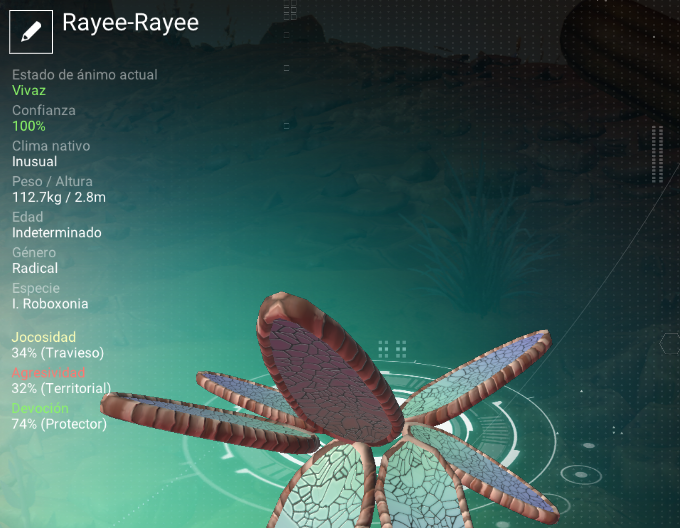 Rayee-Rayee
Estado de ánimo actual
Vivaz
Confianza
100%
Clima nativo
Inusual
Peso / Altura
112.7kg / 2.8m
Edad
Indeterminado
Género
Radical
Especie
I. Roboxonia
Jocosidad
34% (Travieso)
Agresividad
32% (Territorial)
Devoción
74% (Protector)